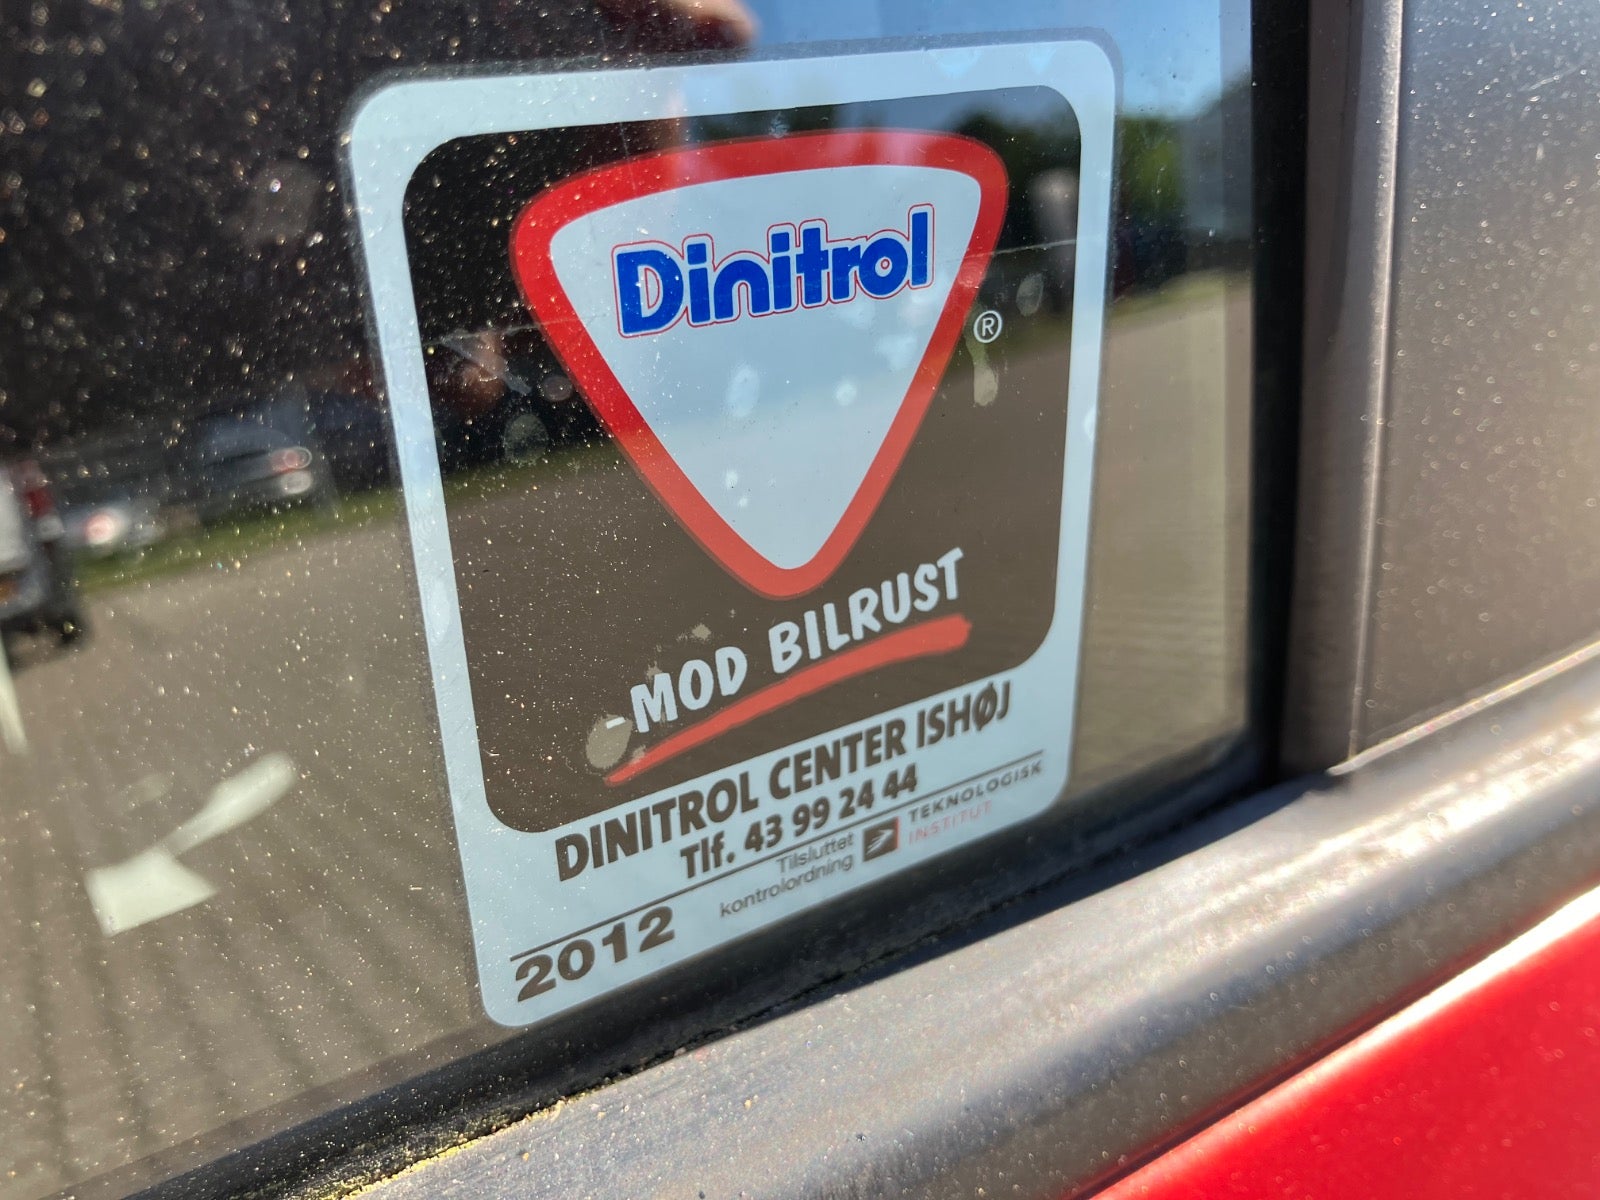 Dinitrol
®
-MOD BILRUST
DINITROL CENTER ISHØJ
Tlf. 43 99 24 44
Tilsluttet
kontrolordning
TEKNOLOGISK
INSTITUT
2012